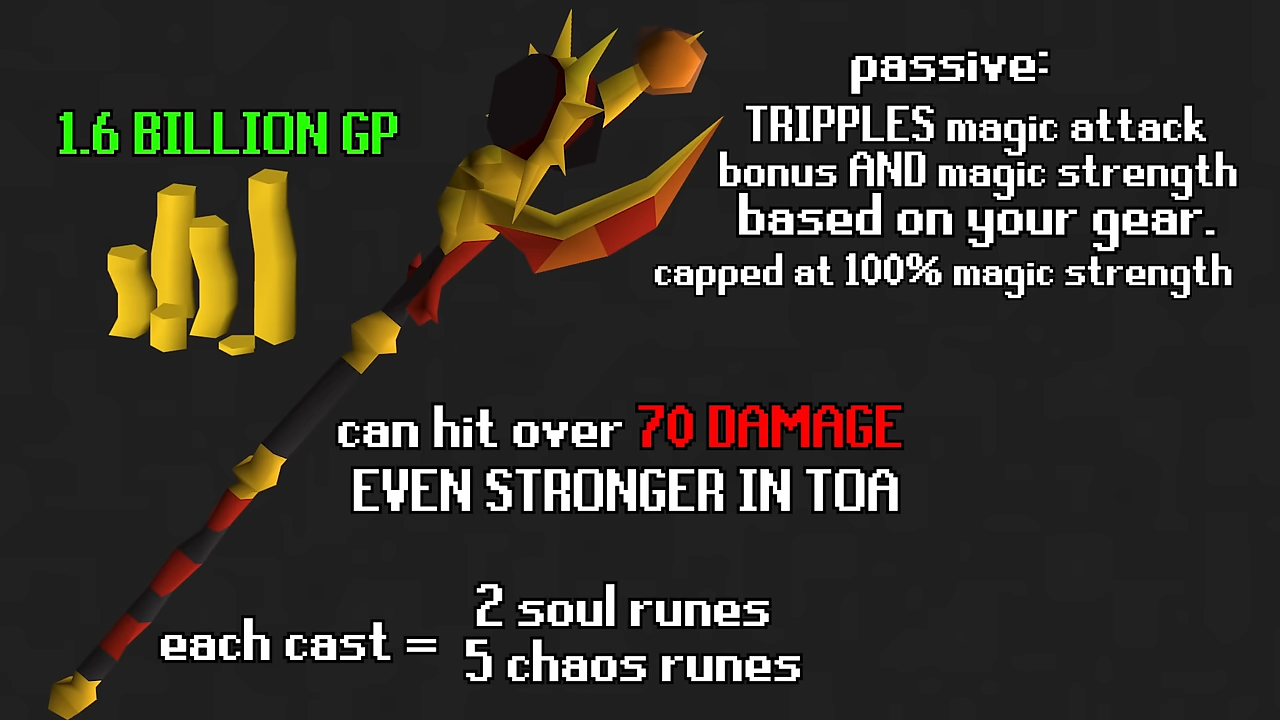 1.6 BILLION GP
passive:
TRIPPLES magic attack
bonus AND magic strength
based on your gear.
capped at 100% magic strength
can hit over 70 DAMAGE
EVEN STRONGER IN TOA
each cast =
2 soul runes
5 chaos runes